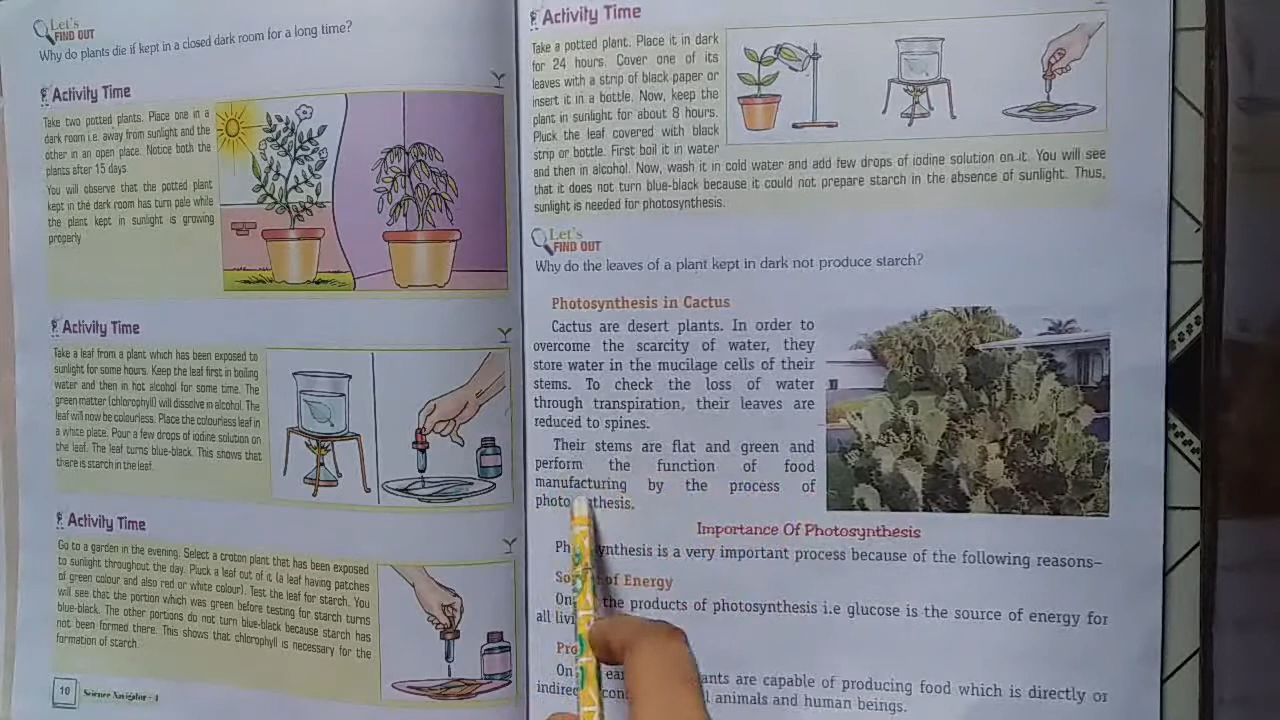 Let's
FIND OUT
Why do plants die if kept in a closed dark room for a long time?
Activity Time
Take two potted plants. Place one in a
dark room i.e. away from sunlight and the
other in an open place. Notice both the
plants after 15 days.
You will observe that the potted plant
kept in the dark room has turn pale while
the plant kept in sunlight is growing
properly
Activity Time
Take a leaf from a plant which has been exposed to
sunlight for some hours. Keep the leaf first in boiling
water and then in hot alcohol for some time. The
green matter (chlorophyll) will dissolve in alcohol. The
leaf will now be colourless. Place the colourless leaf in
a white plate. Pour a few drops of iodine solution on
the leaf. The leaf turns blue-black. This shows that
there is starch in the leaf.
Activity Time
Go to a garden in the evening. Select a croton plant that has been exposed
to sunlight throughout the day. Pluck a leaf out of it (a leaf having patches
of green colour and also red or white colour). Test the leaf for starch. You
will see that the portion which was green before testing for starch turns
blue-black. The other portions do not turn blue-black because starch has
not been formed there. This shows that chlorophyll is necessary for the
formation of starch.
10 Science Navigator - 4
Activity Time
Take a potted plant. Place it in dark
for 24 hours. Cover one of its
leaves with a strip of black paper or
insert it in a bottle. Now, keep the
plant in sunlight for about 8 hours.
Pluck the leaf covered with black
strip or bottle. First boil it in water
and then in alcohol. Now, wash it in cold water and add few drops of iodine solution on it. You will see
that it does not turn blue-black because it could not prepare starch in the absence of sunlight. Thus,
sunlight is needed for photosynthesis.
Let's
FIND OUT
Why do the leaves of a plant kept in dark not produce starch?
Photosynthesis in Cactus
Cactus are desert plants. In order to
overcome the scarcity of water, they
store water in the mucilage cells of their
stems. To check the loss of water
through transpiration, their leaves are
reduced to spines.
Their stems are flat and green and
perform the function of food
manufacturing by the process of
photo thesis.
Importance Of Photosynthesis
Ph ynthesis is a very important process because of the following reasons–
So of Energy
On the products of photosynthesis i.e glucose is the source of energy for
all livi
Pro
On ear ants are capable of producing food which is directly or
indirec con animals and human beings.